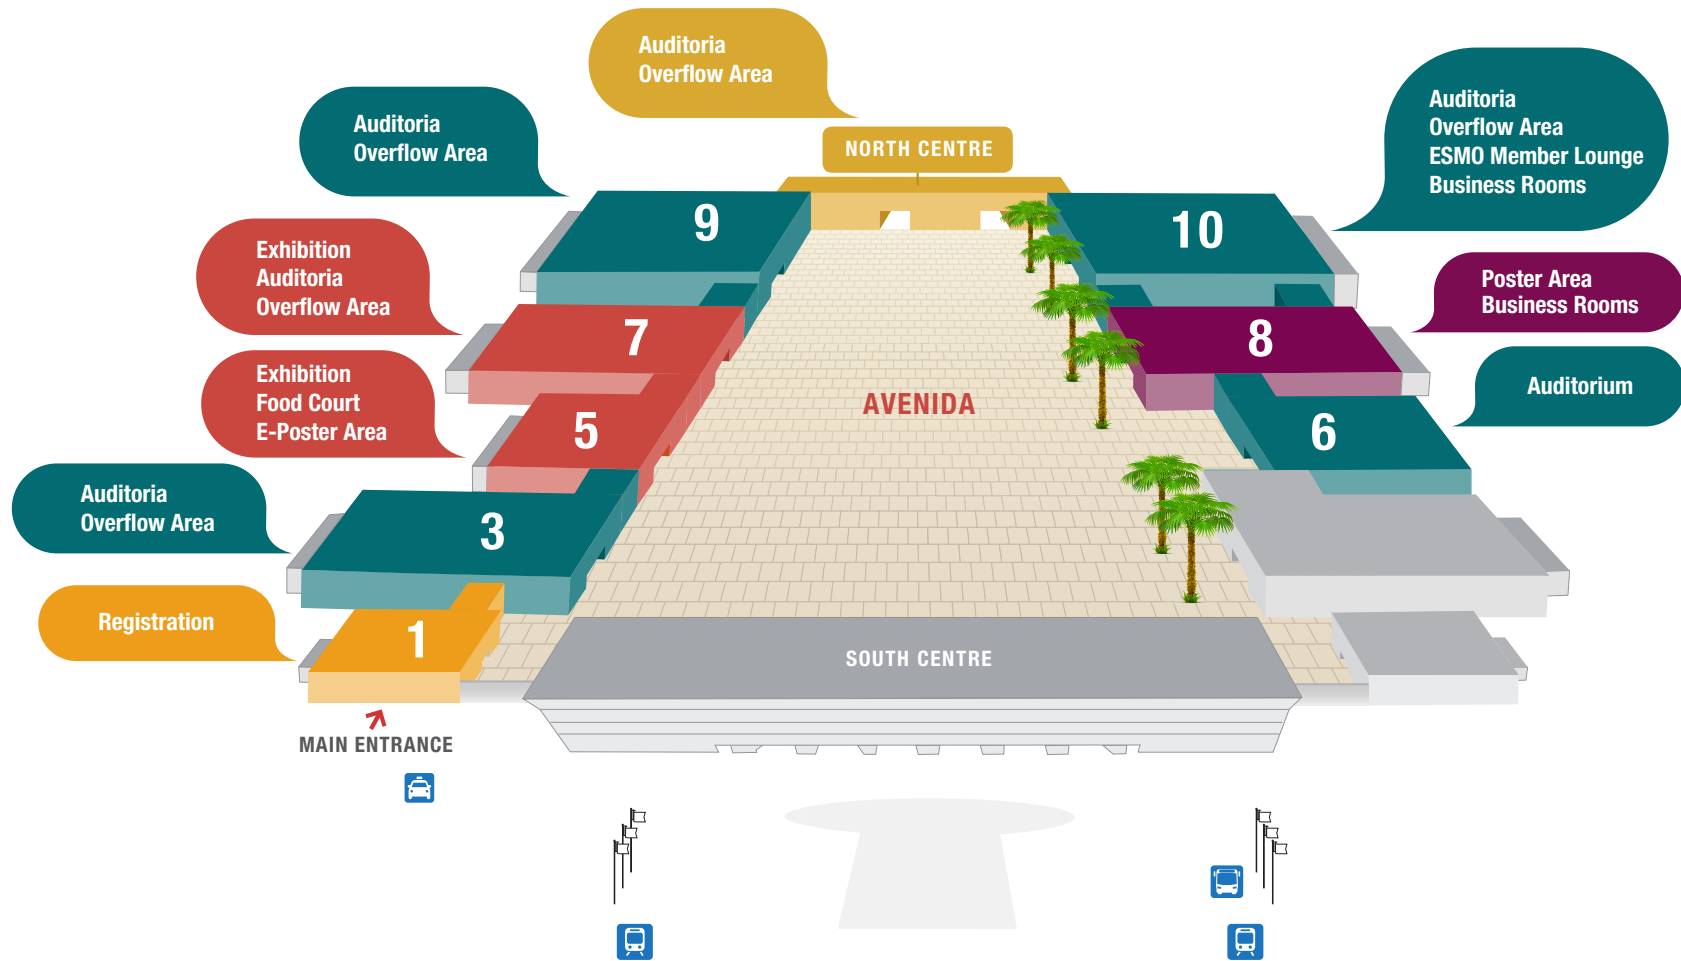 Auditoria
Overflow Area
NORTH CENTRE
Auditoria
Overflow Area
9
Auditoria
Overflow Area
ESMO Member Lounge
Business Rooms
10
Exhibition
Auditoria
Overflow Area
7
Poster Area
Business Rooms
8
Exhibition
Food Court
E-Poster Area
5
AVENIDA
Auditorium
6
Auditoria
Overflow Area
3
Registration
1
SOUTH CENTRE
MAIN ENTRANCE